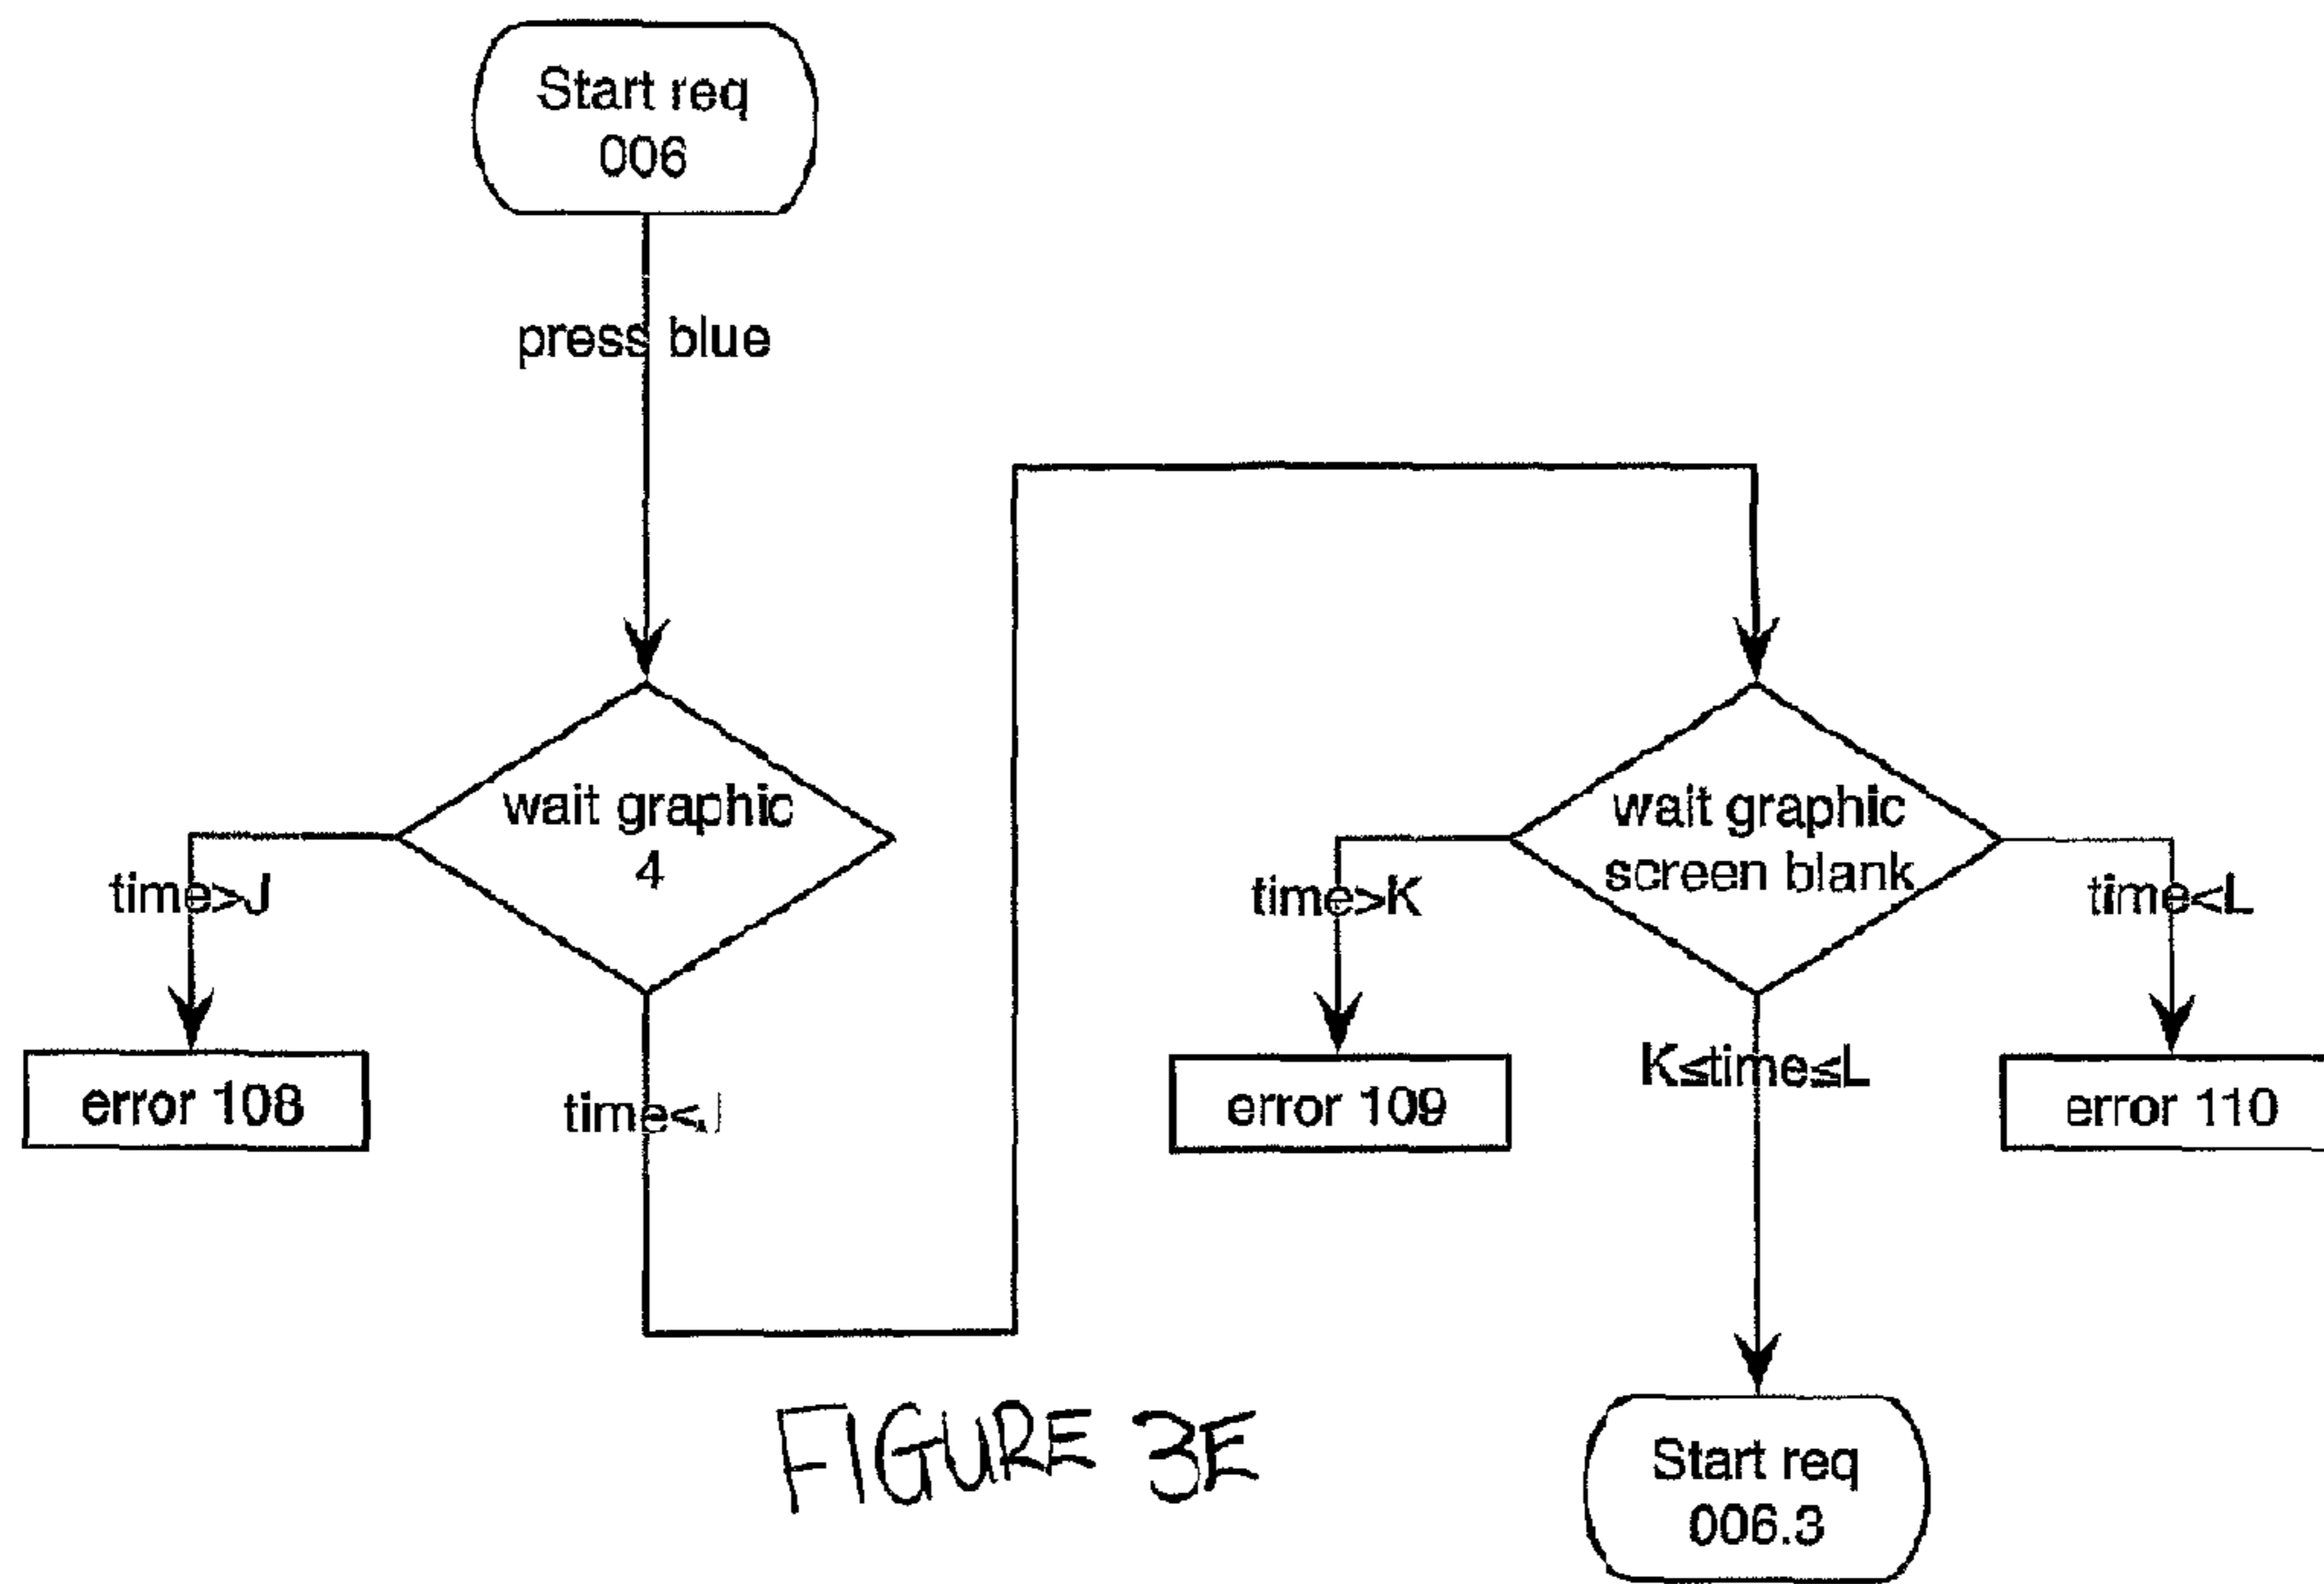 Start req
006
press blue
wait graphic
4
time>J
error 108
time<J
wait graphic
screen blank
time>K
error 109
time<L
error 110
K≤time≤L
Start req
006.3
FIGURE 3E